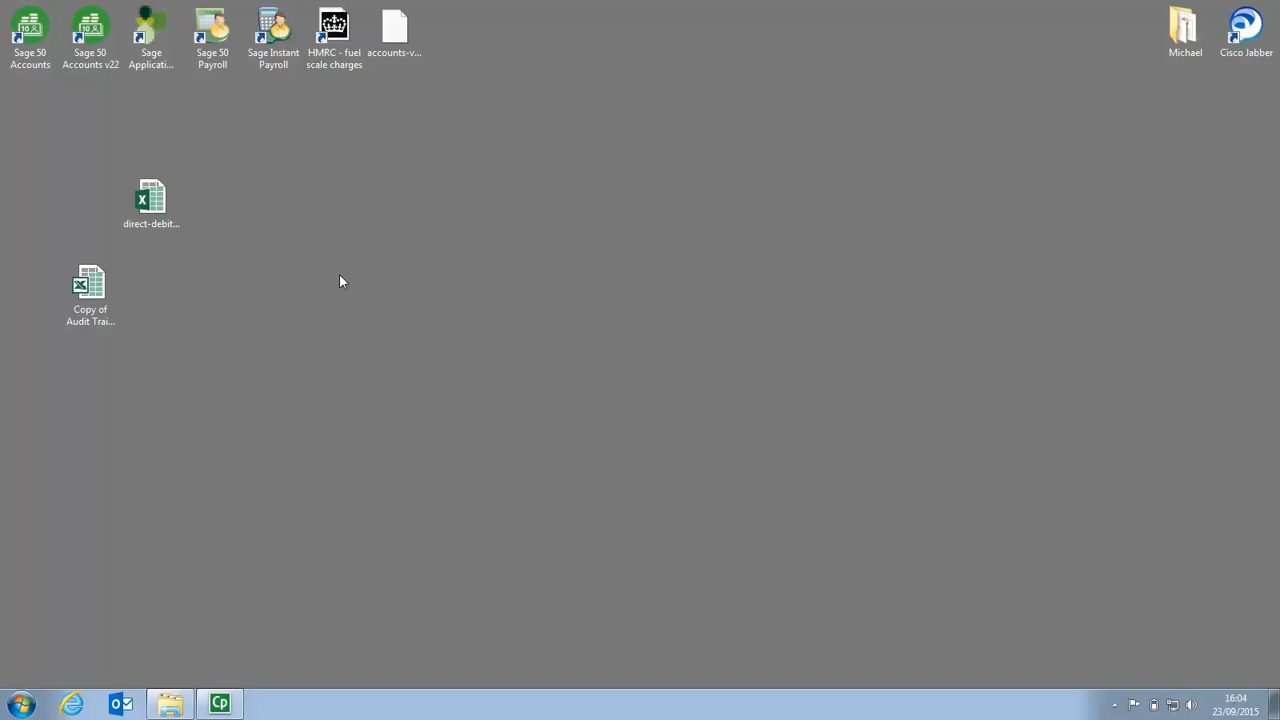 Sage 50
Accounts
Sage 50
Accounts v22
Sage
Applicati...
Sage 50
Payroll
Sage Instant
Payroll
HMRC - fuel
scale charges
accounts-v...
Michael
Cisco Jabber
direct-debit...
Copy of
Audit Trai...
Cp
16:04
23/09/2015